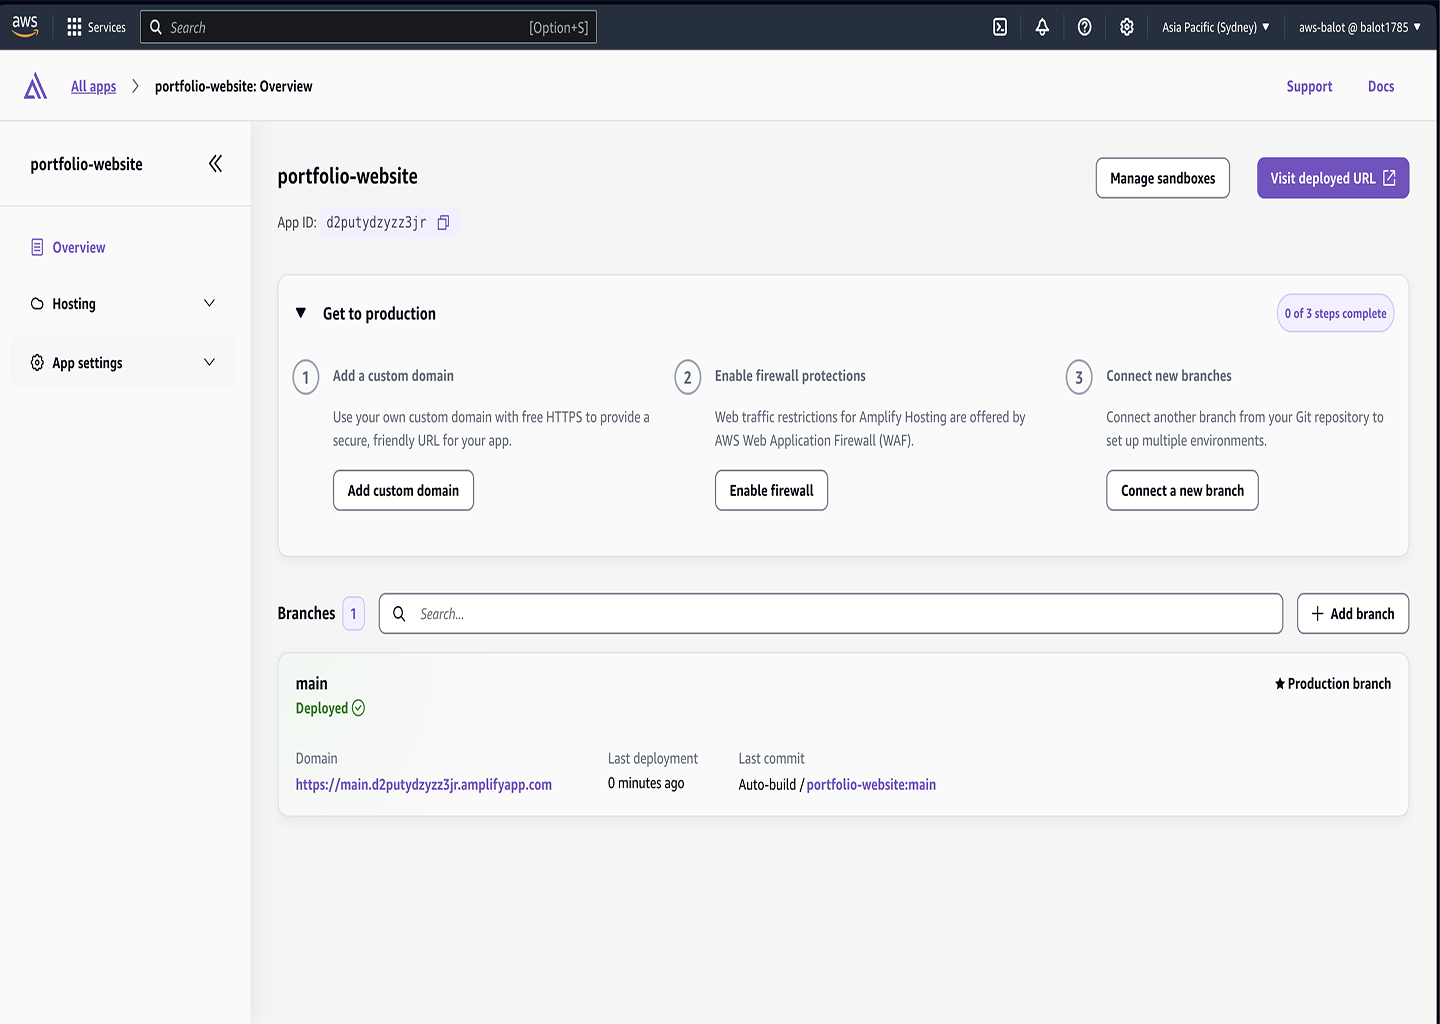 aws
Services
Search
[Option+S]
Asia Pacific (Sydney) ▼
aws-balot @ balot1785 ▼
All apps
portfolio-website: Overview
Support
Docs
portfolio-website
Overview
Hosting
App settings
portfolio-website
Manage sandboxes
Visit deployed URL
App ID: d2putydzyzz3jr
▼ Get to production
0 of 3 steps complete
1
Add a custom domain
Use your own custom domain with free HTTPS to provide a
secure, friendly URL for your app.
Add custom domain
2
Enable firewall protections
Web traffic restrictions for Amplify Hosting are offered by
AWS Web Application Firewall (WAF).
Enable firewall
3
Connect new branches
Connect another branch from your Git repository to
set up multiple environments.
Connect a new branch
Branches 1
Search...
+ Add branch
main
★ Production branch
Deployed
Domain
https://main.d2putydzyzz3jr.amplifyapp.com
Last deployment
0 minutes ago
Last commit
Auto-build / portfolio-website:main